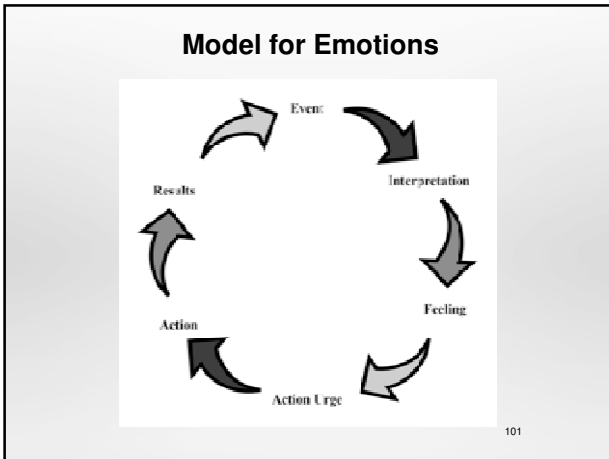 Model for Emotions
Event
Interpretation
Feeling
Action Urge
Action
Results
101